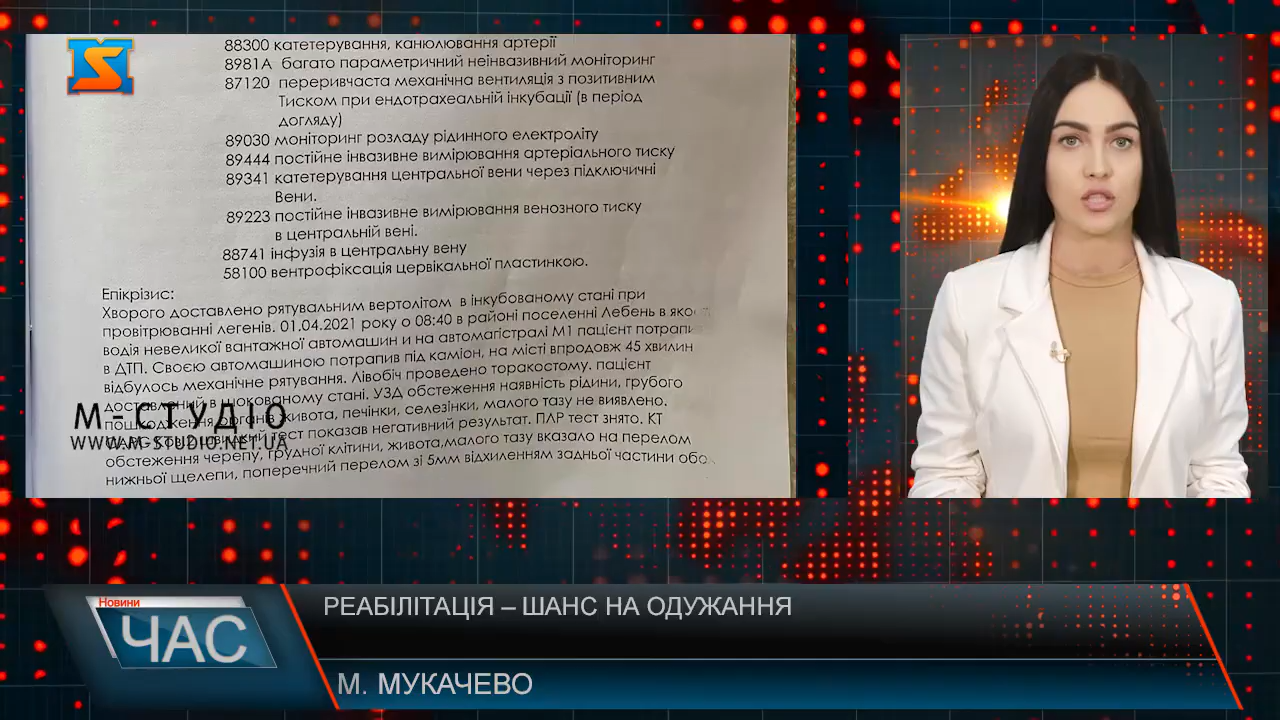 88300 катетерування, канюлювання артерії
8981А багато параметричний неінвазивний моніторинг
87120 переривчаста механічна вентиляція з позитивним
Тиском при ендотрахеальній інкубації (в період
догляду)
89030 моніторинг розладу рідинного електроліту
89444 постійне інвазивне вимірювання артеріального тиску
89341 катетерування центральної вени через підключичні
Вени.
89223 постійне інвазивне вимірювання венозного тиску
в центральній вені.
88741 інфузія в центральну вену
58100 вентрофіксація цервікальної пластинкою.
Епікрізис:
Хворого доставлено рятувальним вертолітом в інкубованому стані при
провітрюванні легенів. 01.04.2021 року о 08:40 в районі поселенні Лебень в
водія невеликої вантажної автомашин и на автомагістралі М1 пацієнт
в ДТП. Своєю автомашиною потрапив під каміон, на місті впродовж 45 хвилин
відбулось механічне рятування. Лівобіч проведено торакостому. пацієнт
доставлений в шокованому стані. УЗД обстеження наявність рідини, грубого
пошкодження живота, печінки, селезінки, малого тазу не виявлено.
тест показав негативний результат. ПЛР тест знято. КТ
обстеження черепу, грудної клітини, живота,малого тазу вказало на перелом
нижньої щелепи, поперечний перелом зі 5мм відхиленням задньої частини
М-СТУДІО
WWW.M-STUDIO.NET.UA
РЕАБІЛІТАЦІЯ – ШАНС НА ОДУЖАННЯ
Новини
ЧАС
М. МУКАЧЕВО